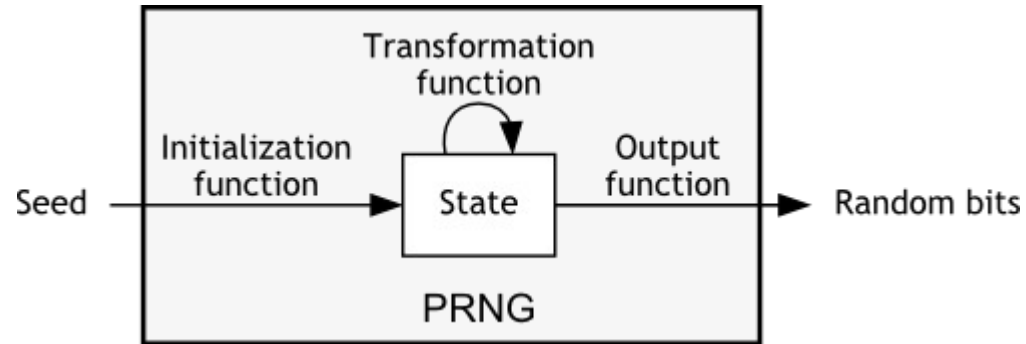 Transformation
function
Initialization
function
Output
function
Seed
State
Random bits
PRNG